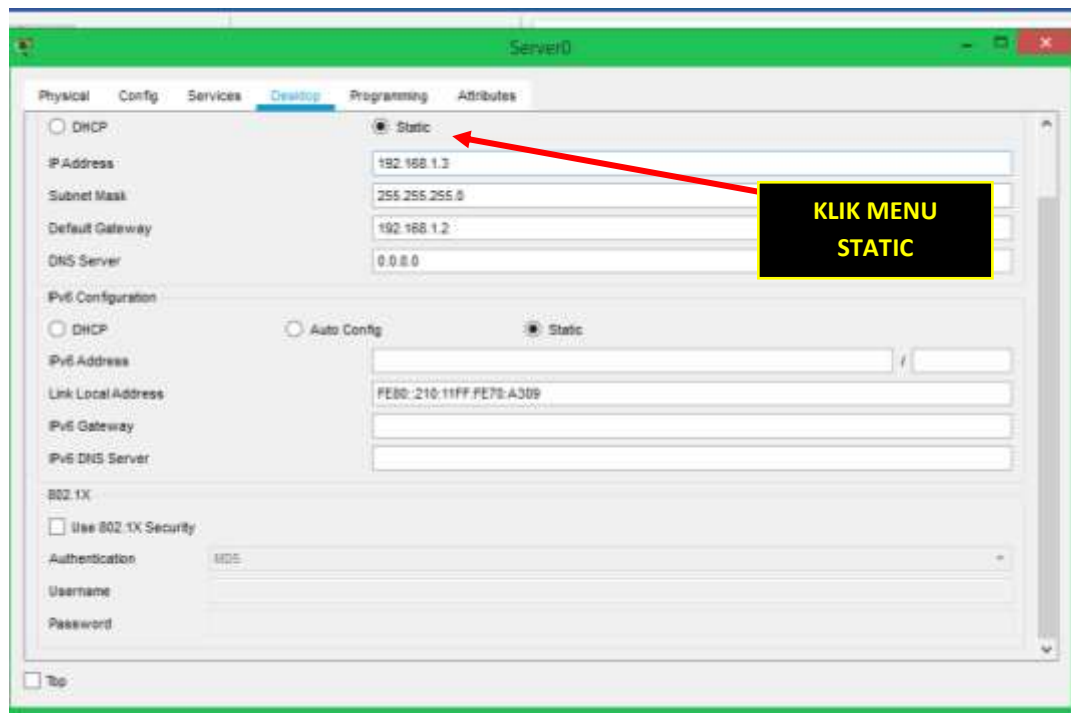 Server0
Physical Config Services Desktop Programming Attributes
DHCP Static
IP Address 192.168.1.3
Subnet Mask 255.255.255.0
Default Gateway 192.168.1.2
DNS Server 0.0.0.0
KLIK MENU
STATIC
IPv6 Configuration
DHCP Auto Config Static
IPv6 Address /
Link Local Address FE80::210:11FF:FE70:A309
IPv6 Gateway
IPv6 DNS Server
802.1X
Use 802.1X Security
Authentication MD5
Username
Password
Top